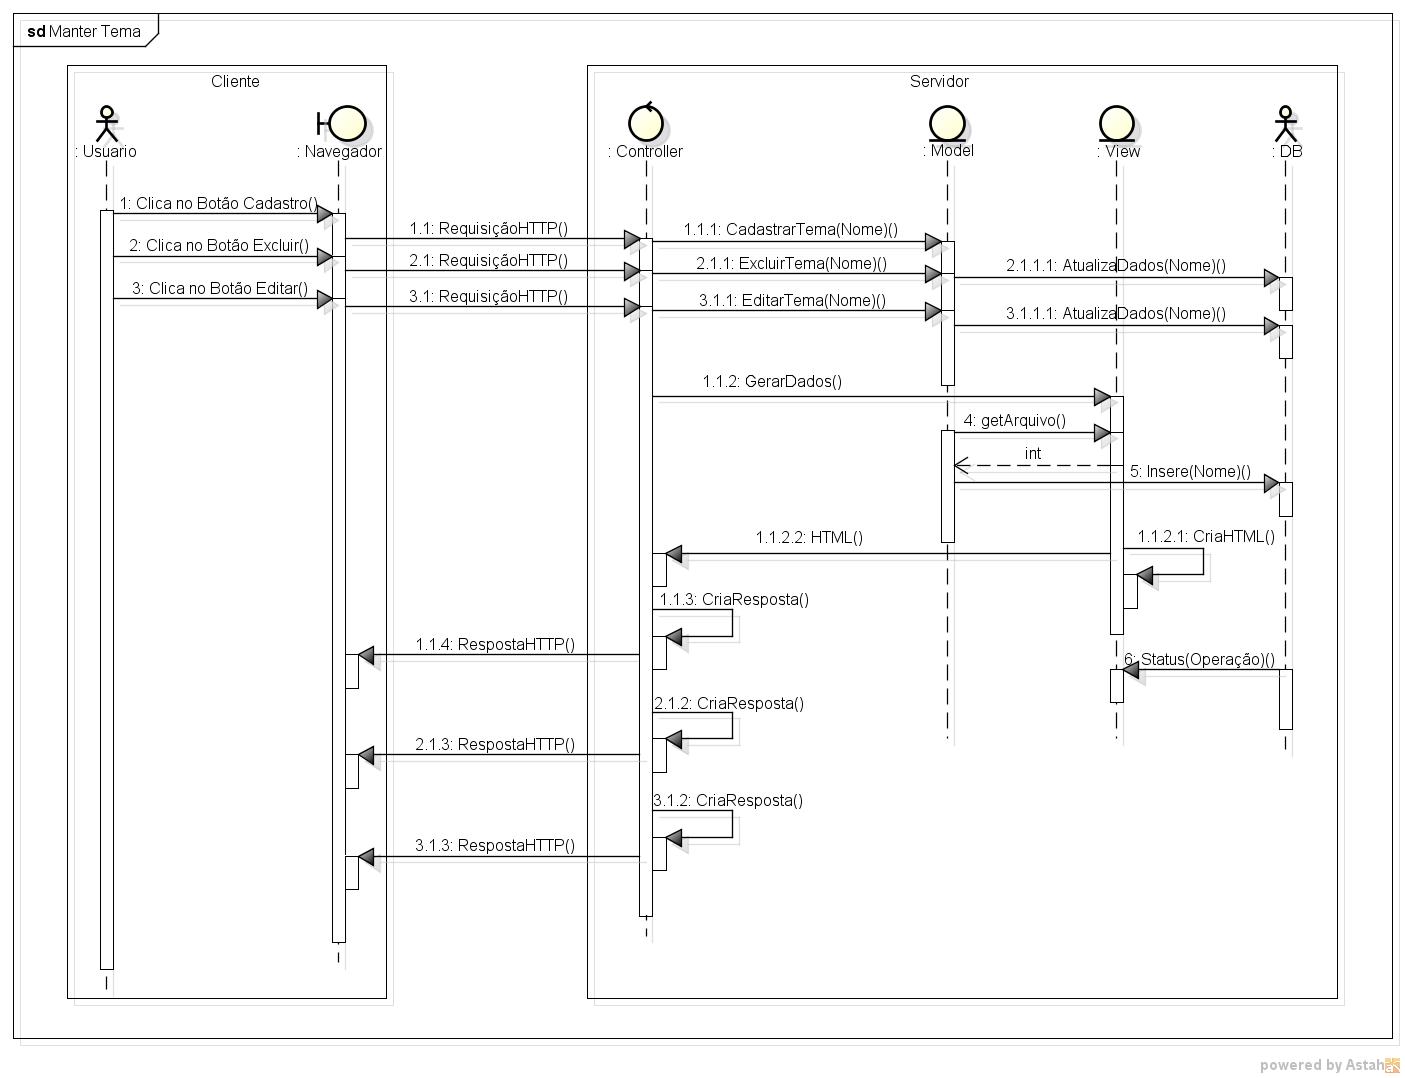 sd Manter Tema
Cliente
Servidor
: Usuario
: Navegador
: Controller
: Model
: View
: DB
1: Clica no Botão Cadastro()
1.1: RequisiçãoHTTP()
1.1.1: CadastrarTema(Nome)()
2: Clica no Botão Excluir()
2.1: RequisiçãoHTTP()
2.1.1: ExcluirTema(Nome)()
2.1.1.1: AtualizaDados(Nome)()
3: Clica no Botão Editar()
3.1: RequisiçãoHTTP()
3.1.1: EditarTema(Nome)()
3.1.1.1: AtualizaDados(Nome)()
1.1.2: GerarDados()
4: getArquivo()
int
5: Insere(Nome)()
1.1.2.2: HTML()
1.1.2.1: CriaHTML()
1.1.3: CriaResposta()
1.1.4: RespostaHTTP()
6: Status(Operação)()
2.1.2: CriaResposta()
2.1.3: RespostaHTTP()
3.1.2: CriaResposta()
3.1.3: RespostaHTTP()
powered by Astah